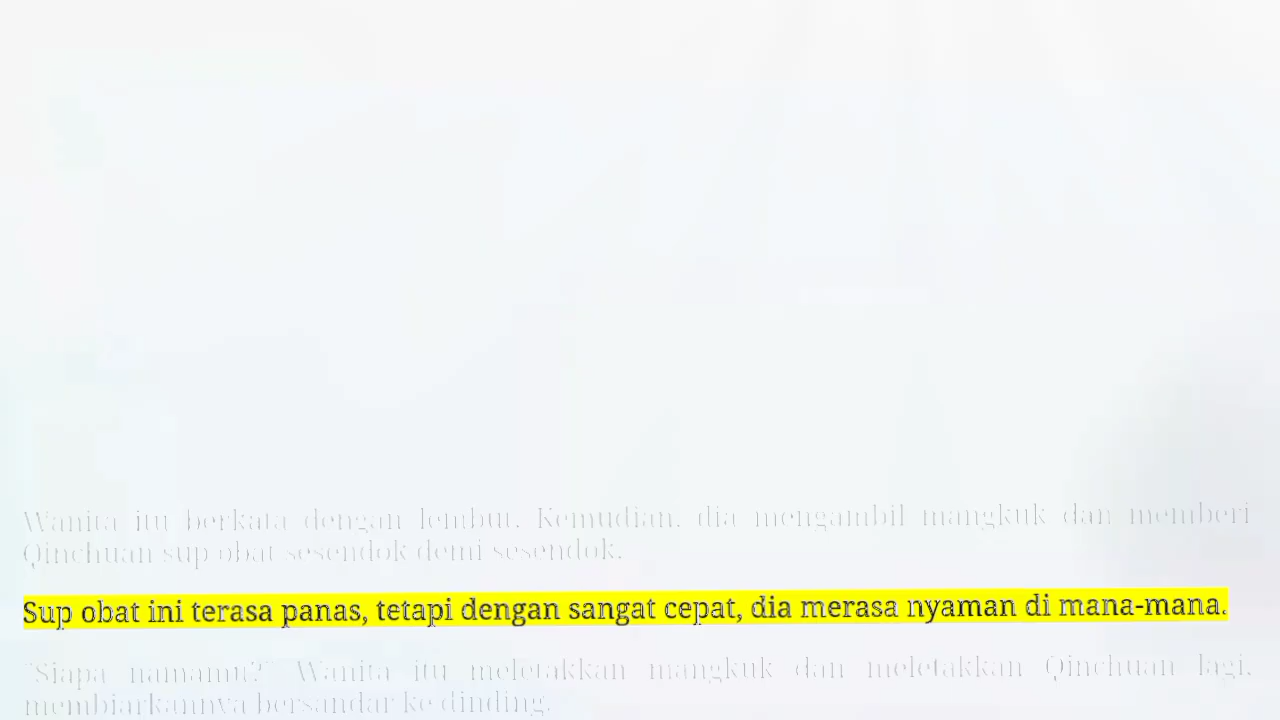 Wanita itu berkata dengan lembut. Kemudian, dia mengambil mangkuk dan memberi
Qinchuan sup obat sesendok demi sesendok.
Sup obat ini terasa panas, tetapi dengan sangat cepat, dia merasa nyaman di mana-mana.
"Siapa namamu?" Wanita itu meletakkan mangkuk dan meletakkan Qinchuan lagi,
membiarkannya bersandar ke dinding.